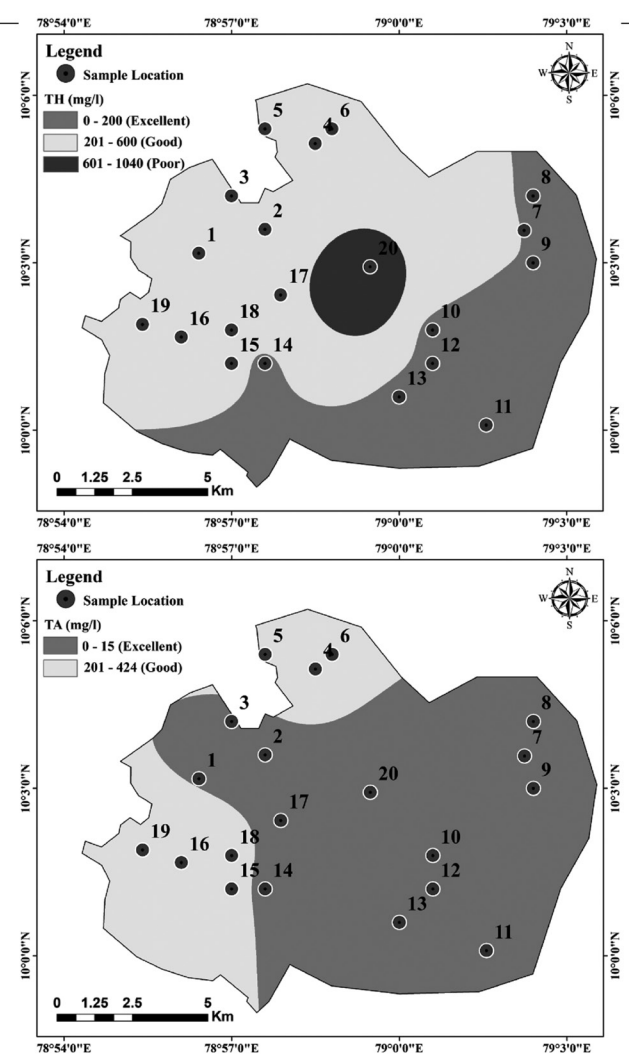 78°54'0"E 78°57'0"E 79°0'0"E 79°3'0"E
Legend
Sample Location
TH (mg/l)
0 - 200 (Excellent)
201 - 600 (Good)
601 - 1040 (Poor)
N
W E
S
10°6'0"N 10°6'0"N
5 6
4
3
8
2
7
1
20
9
10°3'0"N 10°3'0"N
17
19
16
18
10
15
14
12
13
11
10°0'0"N 10°0'0"N
0 1.25 2.5 5
Km
78°54'0"E 78°57'0"E 79°0'0"E 79°3'0"E
78°54'0"E 78°57'0"E 79°0'0"E 79°3'0"E
Legend
Sample Location
TA (mg/l)
0 - 15 (Excellent)
201 - 424 (Good)
N
W E
S
10°6'0"N 10°6'0"N
5 6
4
3
8
2
7
1
20
9
10°3'0"N 10°3'0"N
17
19
16
18
10
15
14
12
13
11
10°0'0"N 10°0'0"N
0 1.25 2.5 5
Km
78°54'0"E 78°57'0"E 79°0'0"E 79°3'0"E